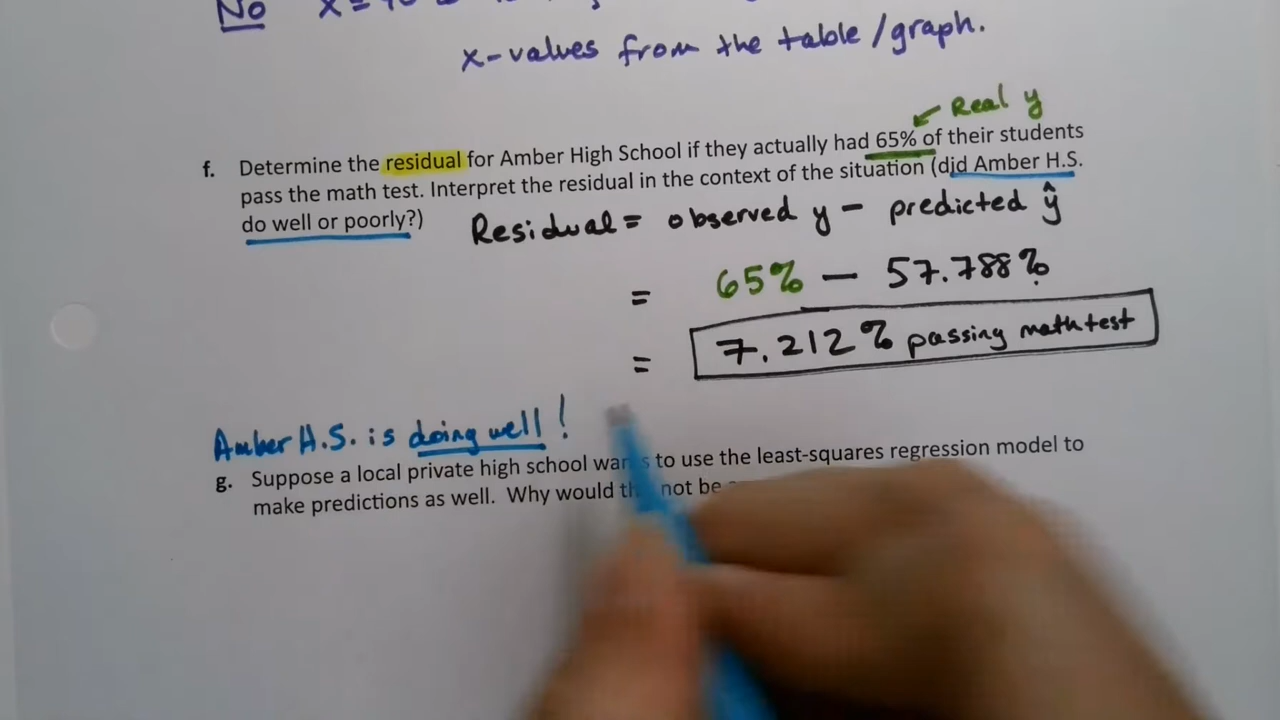 No x =
x-values from the table/graph.
Real y
f. Determine the residual for Amber High School if they actually had 65% of their students
pass the math test. Interpret the residual in the context of the situation (did Amber H.S.
do well or poorly?)
Residual = observed y - predicted ŷ
= 65% - 57.788%
= 7.212% passing math test
Amber H.S. is doing well!
g. Suppose a local private high school wants to use the least-squares regression model to
make predictions as well. Why would not be